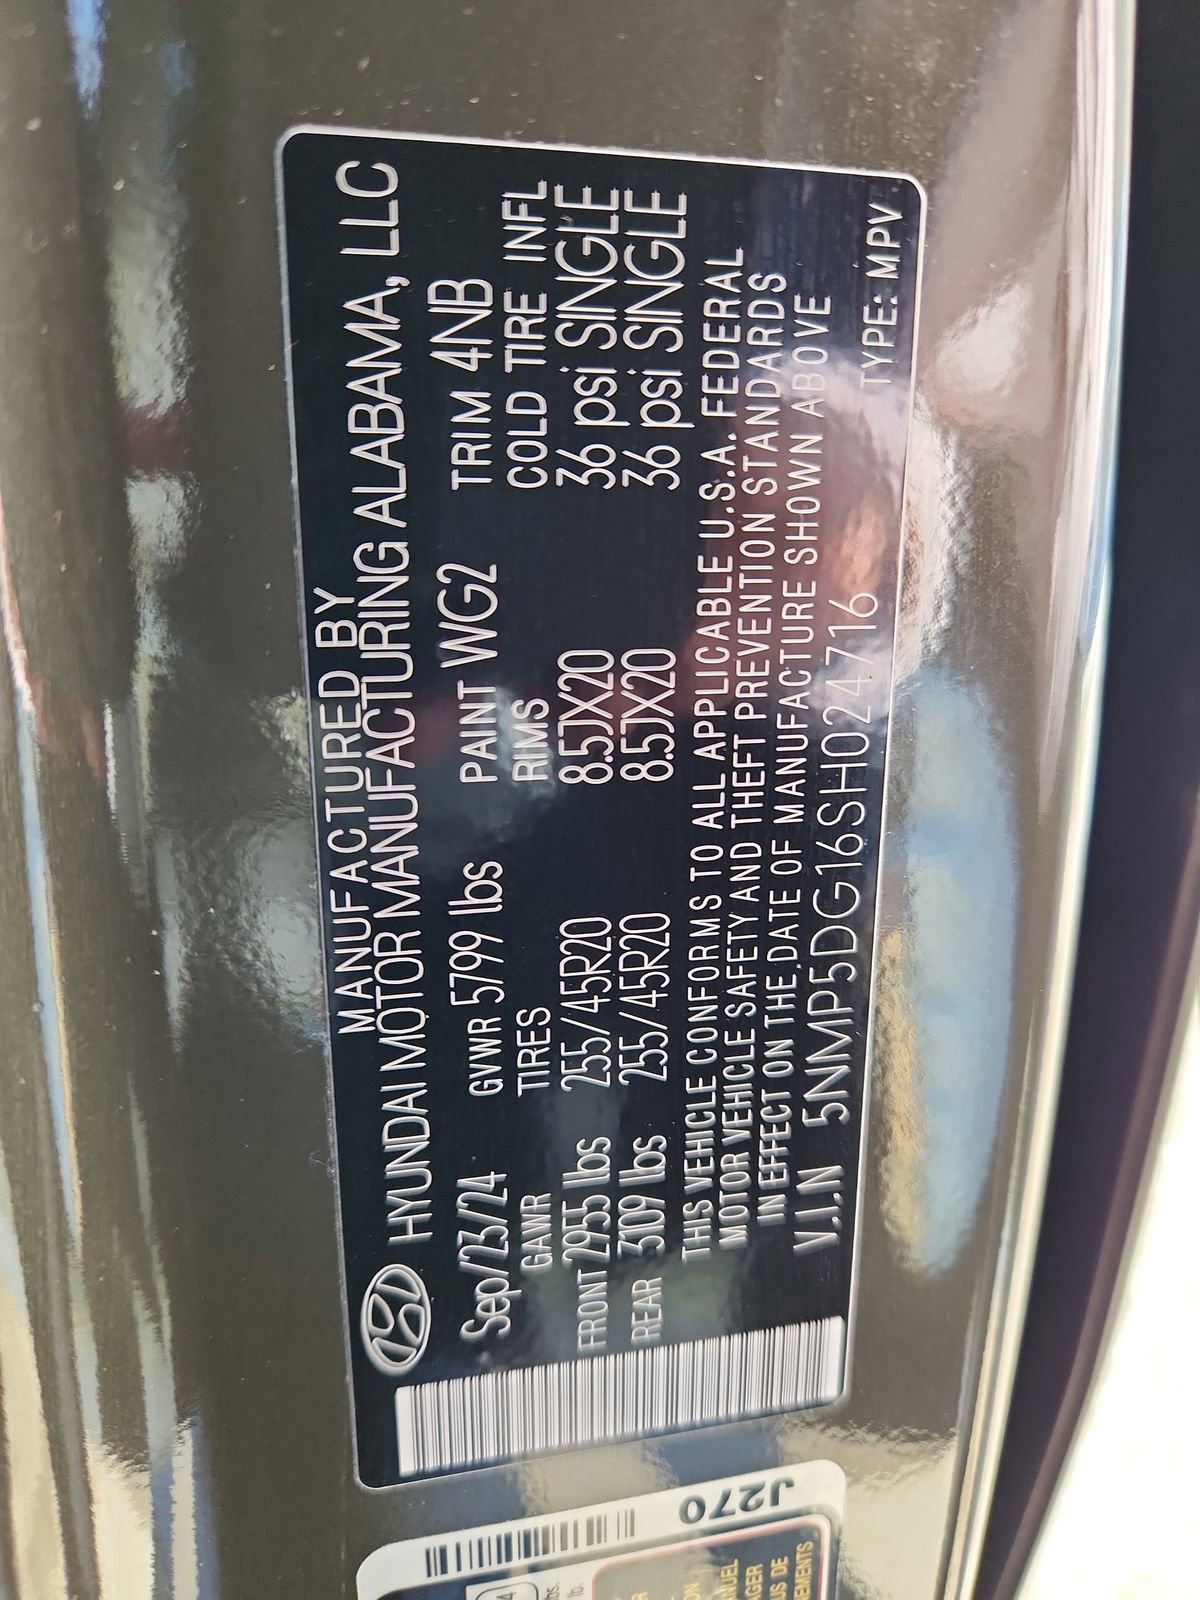 MANUFACTURED BY
HYUNDAI MOTOR MANUFACTURING ALABAMA, LLC
Sep/23/24 GVWR 5799 lbs PAINT WG2 TRIM 4NB
GAWR TIRES RIMS COLD TIRE INFL
FRONT 2955 lbs 255/45R20 8.5JX20 36 psi SINGLE
REAR 3109 lbs 255/45R20 8.5JX20 36 psi SINGLE
THIS VEHICLE CONFORMS TO ALL APPLICABLE U.S.A. FEDERAL
MOTOR VEHICLE SAFETY AND THEFT PREVENTION STANDARDS
IN EFFECT ON THE DATE OF MANUFACTURE SHOWN ABOVE
V.I.N 5NMP5DG16SH024716 TYPE: MPV
J270